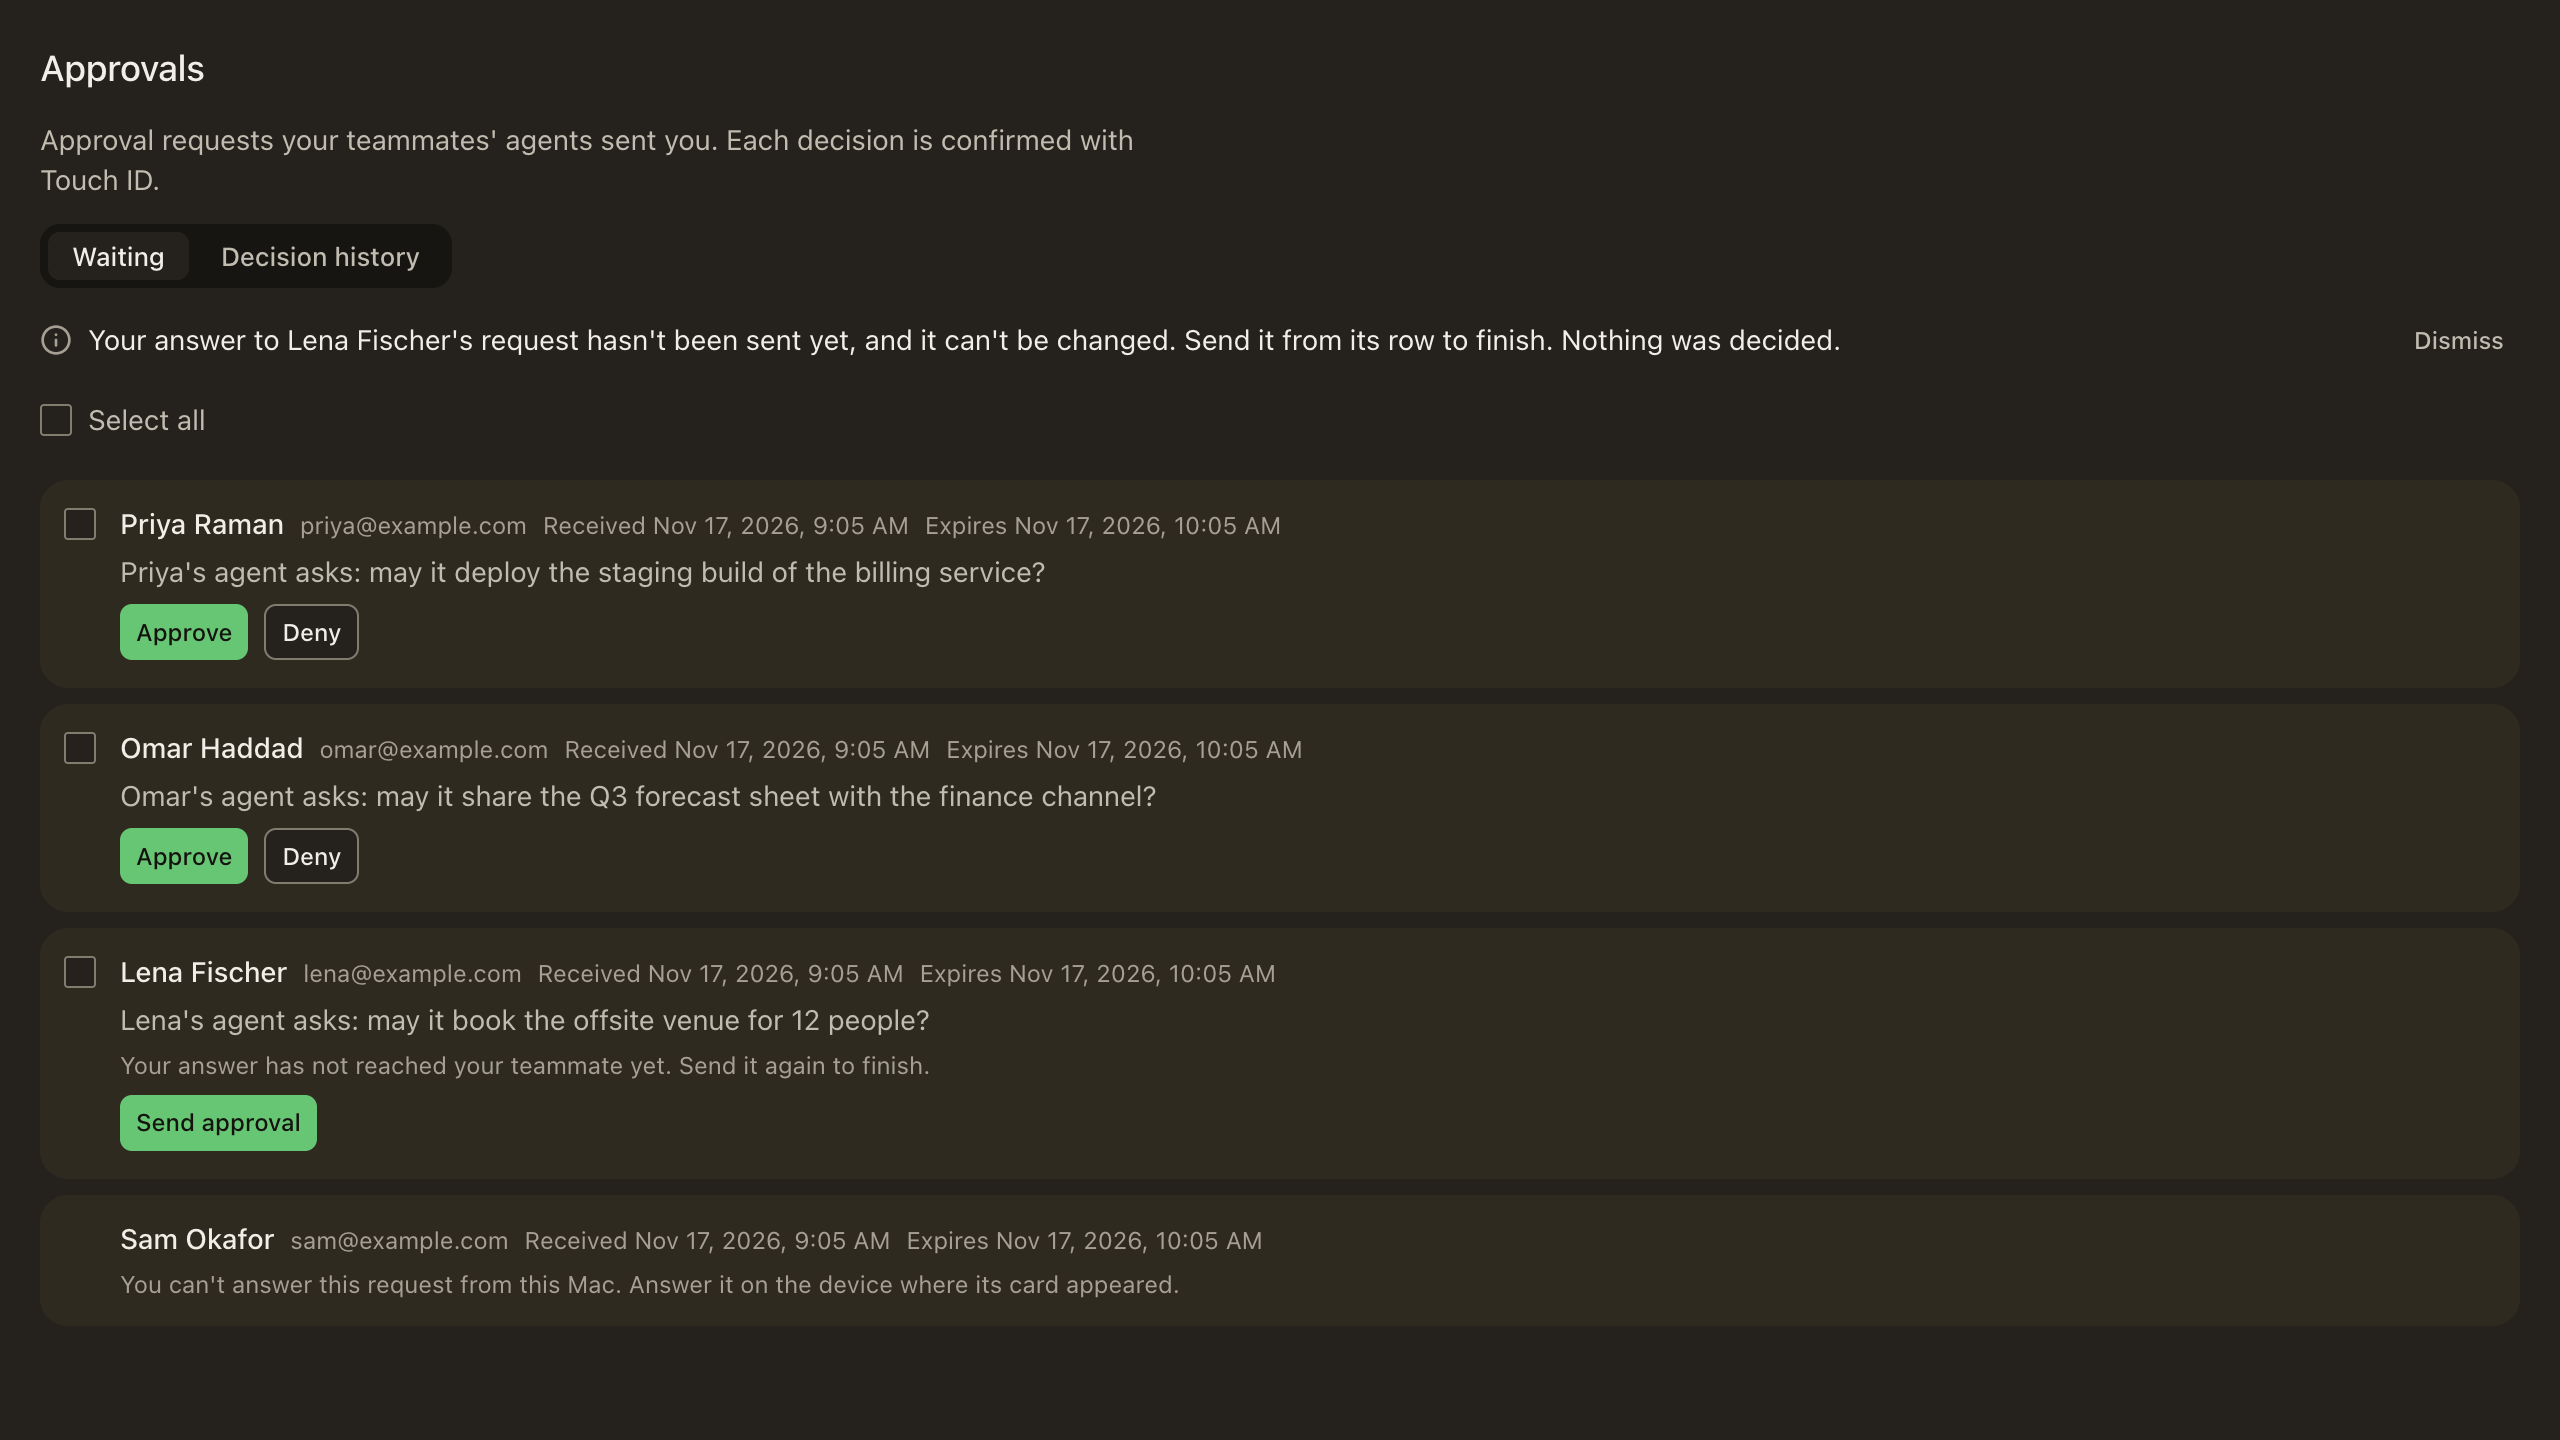 Approvals
Approval requests your teammates' agents sent you. Each decision is confirmed with
Touch ID.
Waiting Decision history
Your answer to Lena Fischer's request hasn't been sent yet, and it can't be changed. Send it from its row to finish. Nothing was decided. Dismiss
Select all
Priya Raman priya@example.com Received Nov 17, 2026, 9:05 AM Expires Nov 17, 2026, 10:05 AM
Priya's agent asks: may it deploy the staging build of the billing service?
Approve Deny
Omar Haddad omar@example.com Received Nov 17, 2026, 9:05 AM Expires Nov 17, 2026, 10:05 AM
Omar's agent asks: may it share the Q3 forecast sheet with the finance channel?
Approve Deny
Lena Fischer lena@example.com Received Nov 17, 2026, 9:05 AM Expires Nov 17, 2026, 10:05 AM
Lena's agent asks: may it book the offsite venue for 12 people?
Your answer has not reached your teammate yet. Send it again to finish.
Send approval
Sam Okafor sam@example.com Received Nov 17, 2026, 9:05 AM Expires Nov 17, 2026, 10:05 AM
You can't answer this request from this Mac. Answer it on the device where its card appeared.